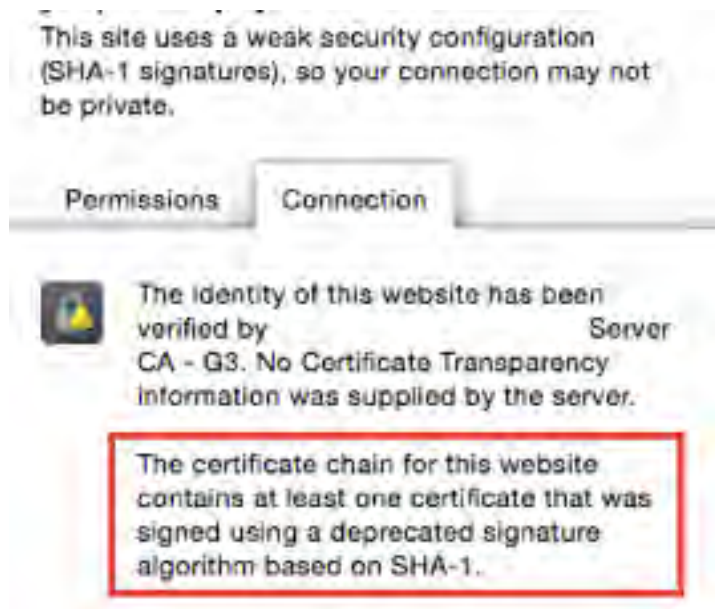 This site uses a weak security configuration
(SHA-1 signatures), so your connection may not
be private.
Permissions
Connection
The identity of this website has been
verified by Server
CA - G3. No Certificate Transparency
information was supplied by the server.
The certificate chain for this website
contains at least one certificate that was
signed using a deprecated signature
algorithm based on SHA-1.